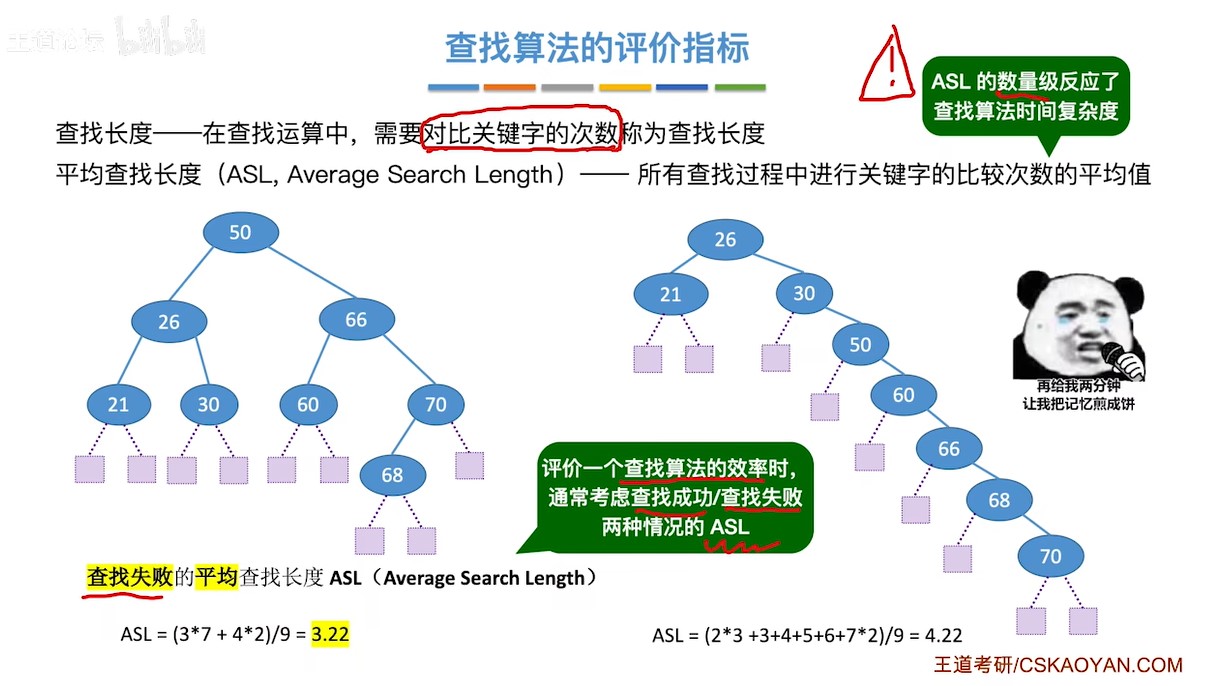 王道论坛 bilibili
查找算法的评价指标
ASL 的数量级反应了
查找算法时间复杂度
查找长度——在查找运算中，需要对比关键字的次数称为查找长度
平均查找长度（ASL, Average Search Length）—— 所有查找过程中进行关键字的比较次数的平均值
50
26
66
21
30
60
70
68
26
21
30
50
60
66
68
70
再给我两分钟
让我把记忆煎成饼
评价一个查找算法的效率时，
通常考虑查找成功/查找失败
两种情况的 ASL
查找失败的平均查找长度 ASL（Average Search Length）
ASL = (3*7 + 4*2)/9 = 3.22
ASL = (2*3 +3+4+5+6+7*2)/9 = 4.22
王道考研/CSKAOYAN.COM